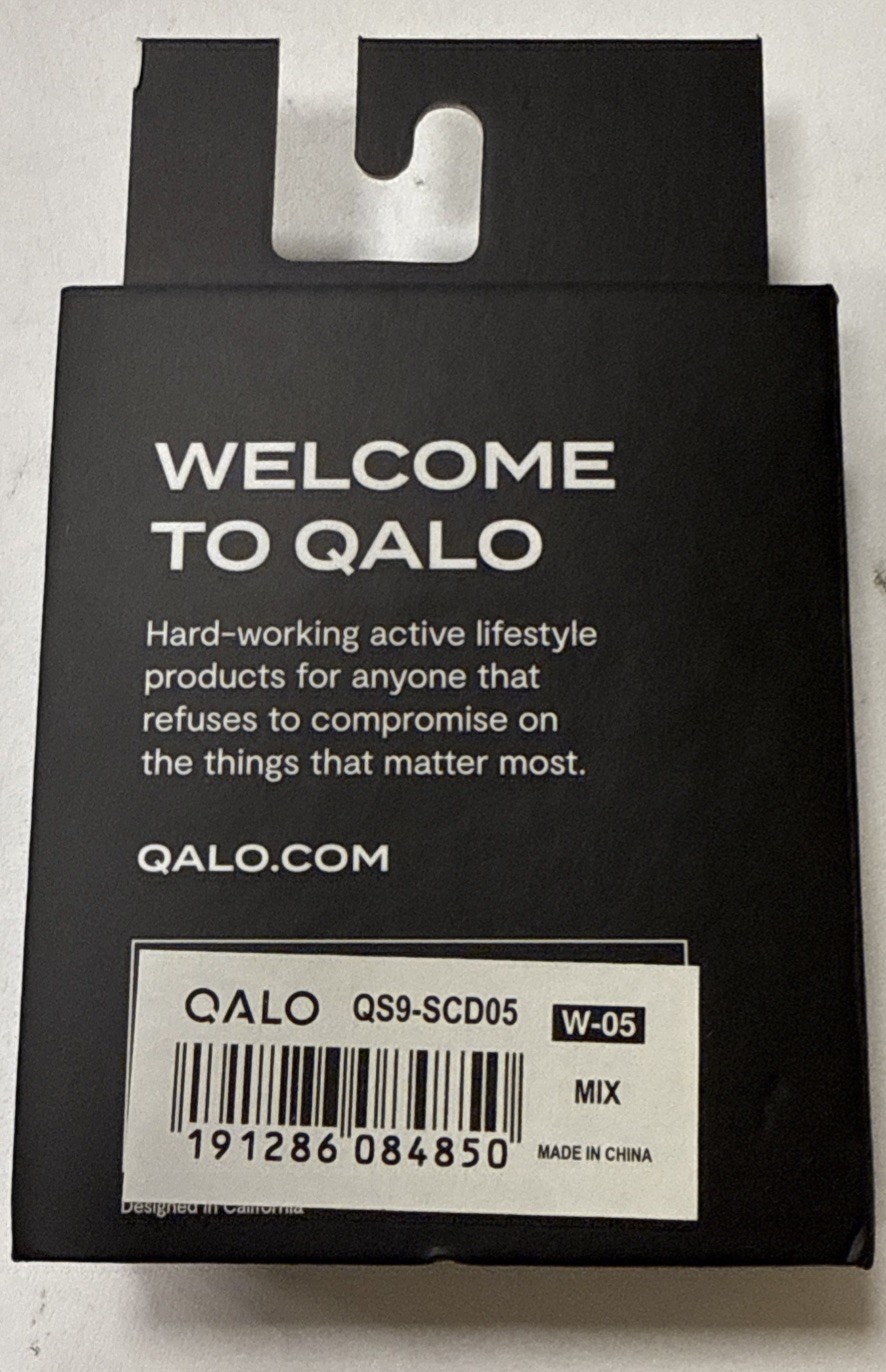 WELCOME
TO QALO
Hard-working active lifestyle
products for anyone that
refuses to compromise on
the things that matter most.
QALO.COM
QALO QS9-SCD05 W-05
MIX
191286 084850 MADE IN CHINA
Designed in California